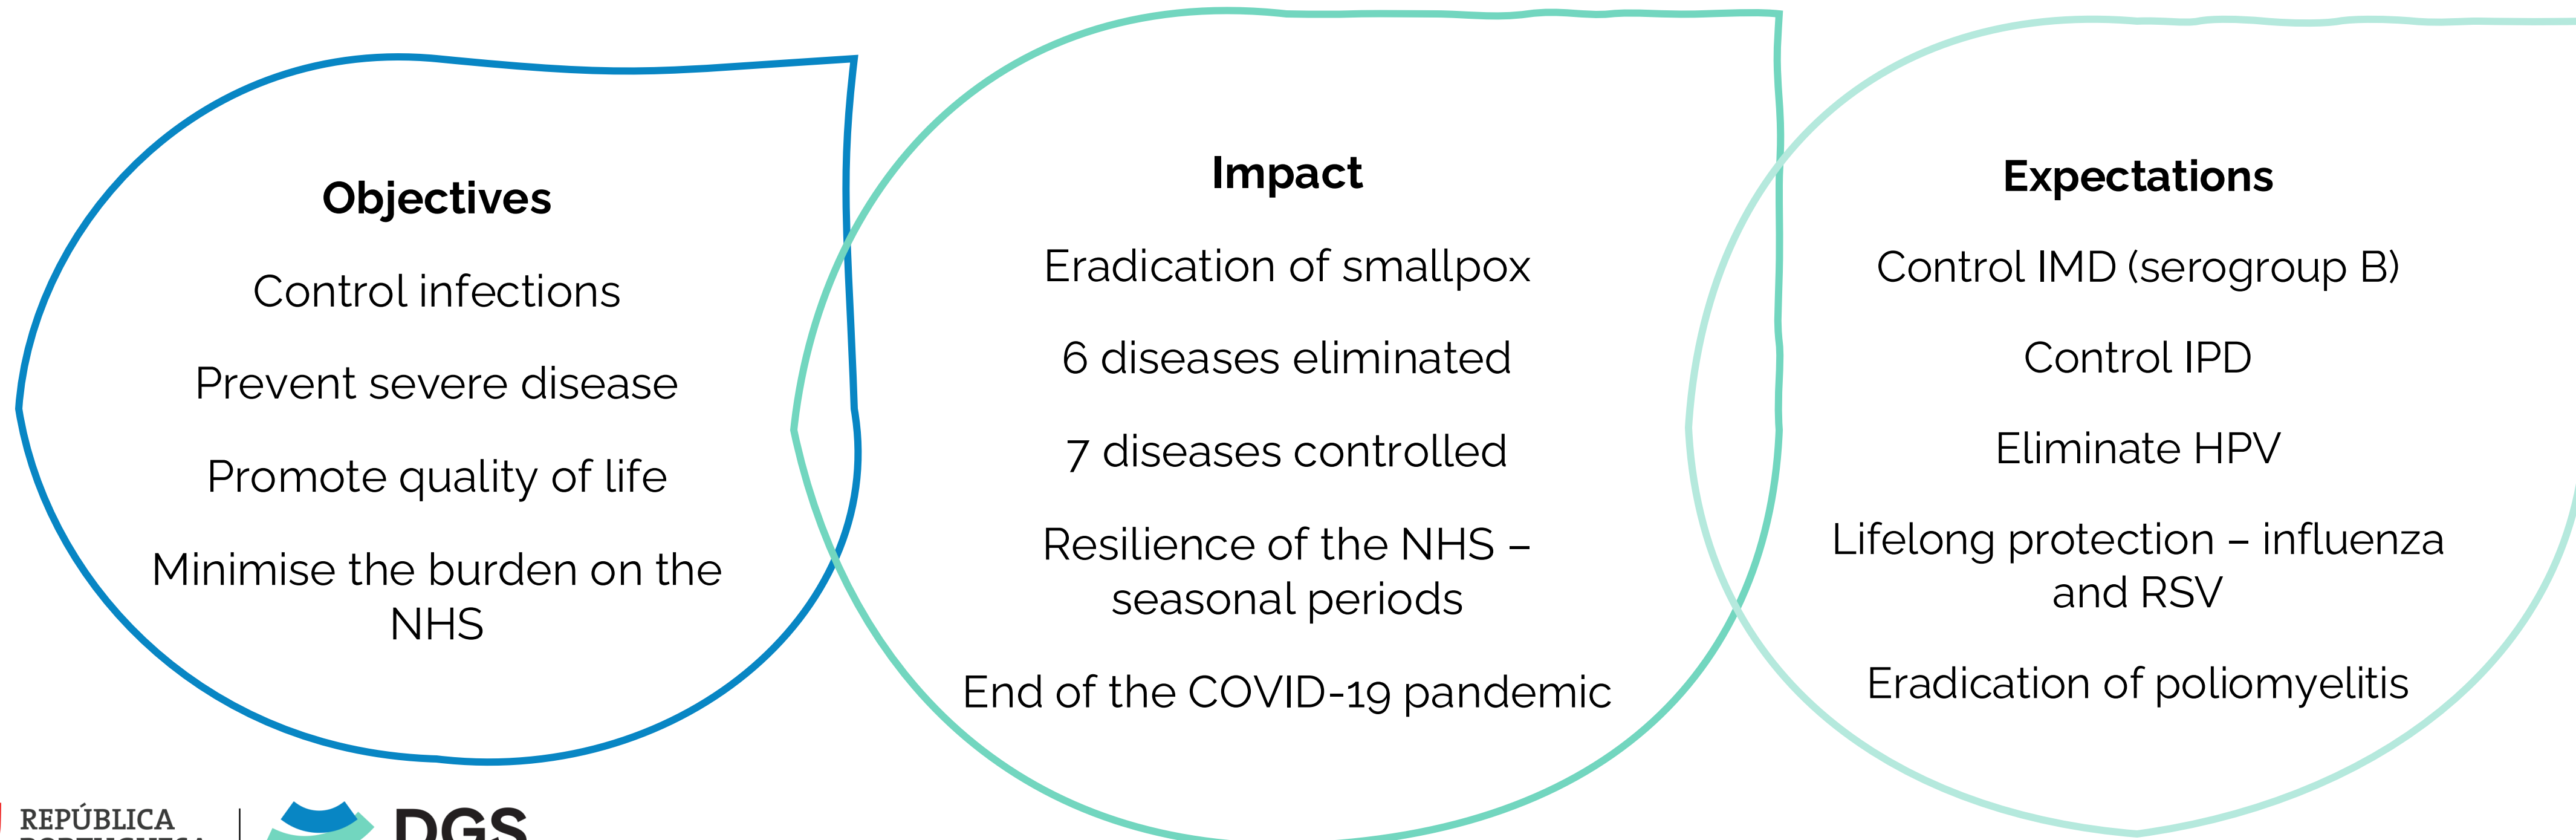 Objectives
Control infections
Prevent severe disease
Promote quality of life
Minimise the burden on the
NHS
Impact
Eradication of smallpox
6 diseases eliminated
7 diseases controlled
Resilience of the NHS –
seasonal periods
End of the COVID-19 pandemic
Expectations
Control IMD (serogroup B)
Control IPD
Eliminate HPV
Lifelong protection – influenza
and RSV
Eradication of poliomyelitis
REPÚBLICA
PORTUGUESA
DGS